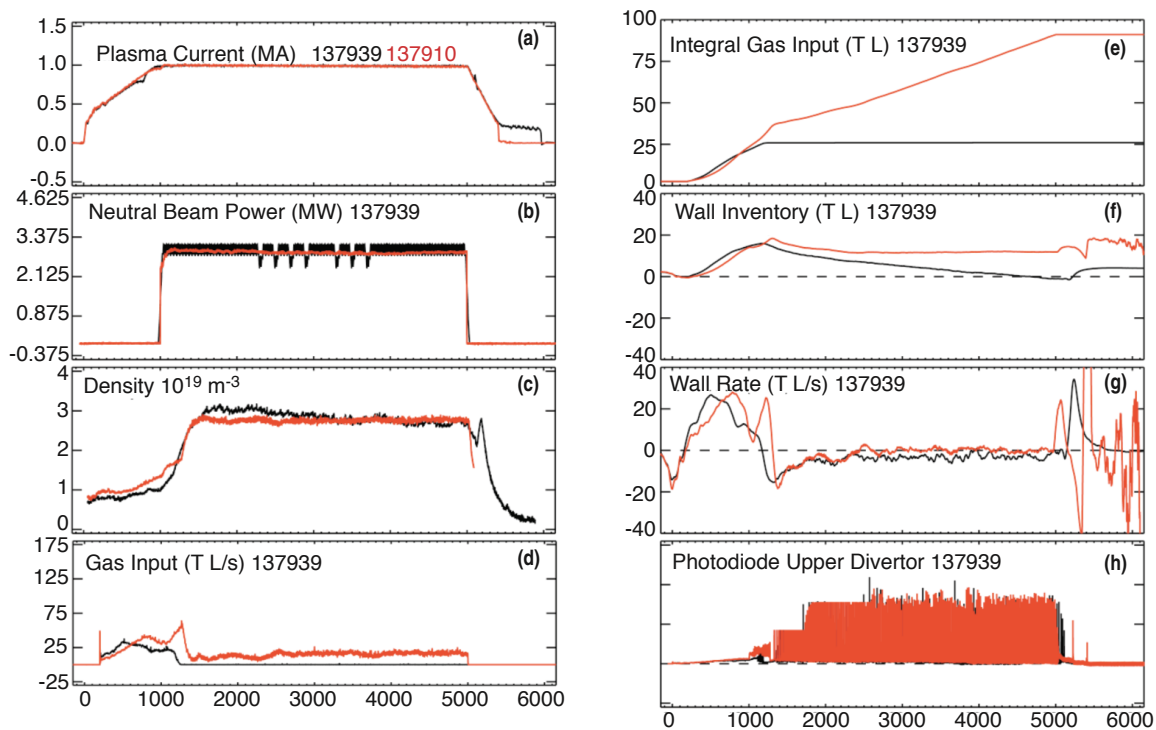 1.5
1.0
0.5
0.0
-0.5
Plasma Current (MA) 137939 137910
(a)
4.625
3.375
2.125
0.875
-0.375
Neutral Beam Power (MW) 137939
(b)
4
3
2
1
0
Density 10¹⁹ m⁻³
(c)
175
125
75
25
-25
Gas Input (T L/s) 137939
(d)
0 1000 2000 3000 4000 5000 6000
100
75
50
25
0
Integral Gas Input (T L) 137939
(e)
40
20
0
-20
-40
Wall Inventory (T L) 137939
(f)
40
20
0
-20
-40
Wall Rate (T L/s) 137939
(g)
Photodiode Upper Divertor 137939
(h)
0 1000 2000 3000 4000 5000 6000